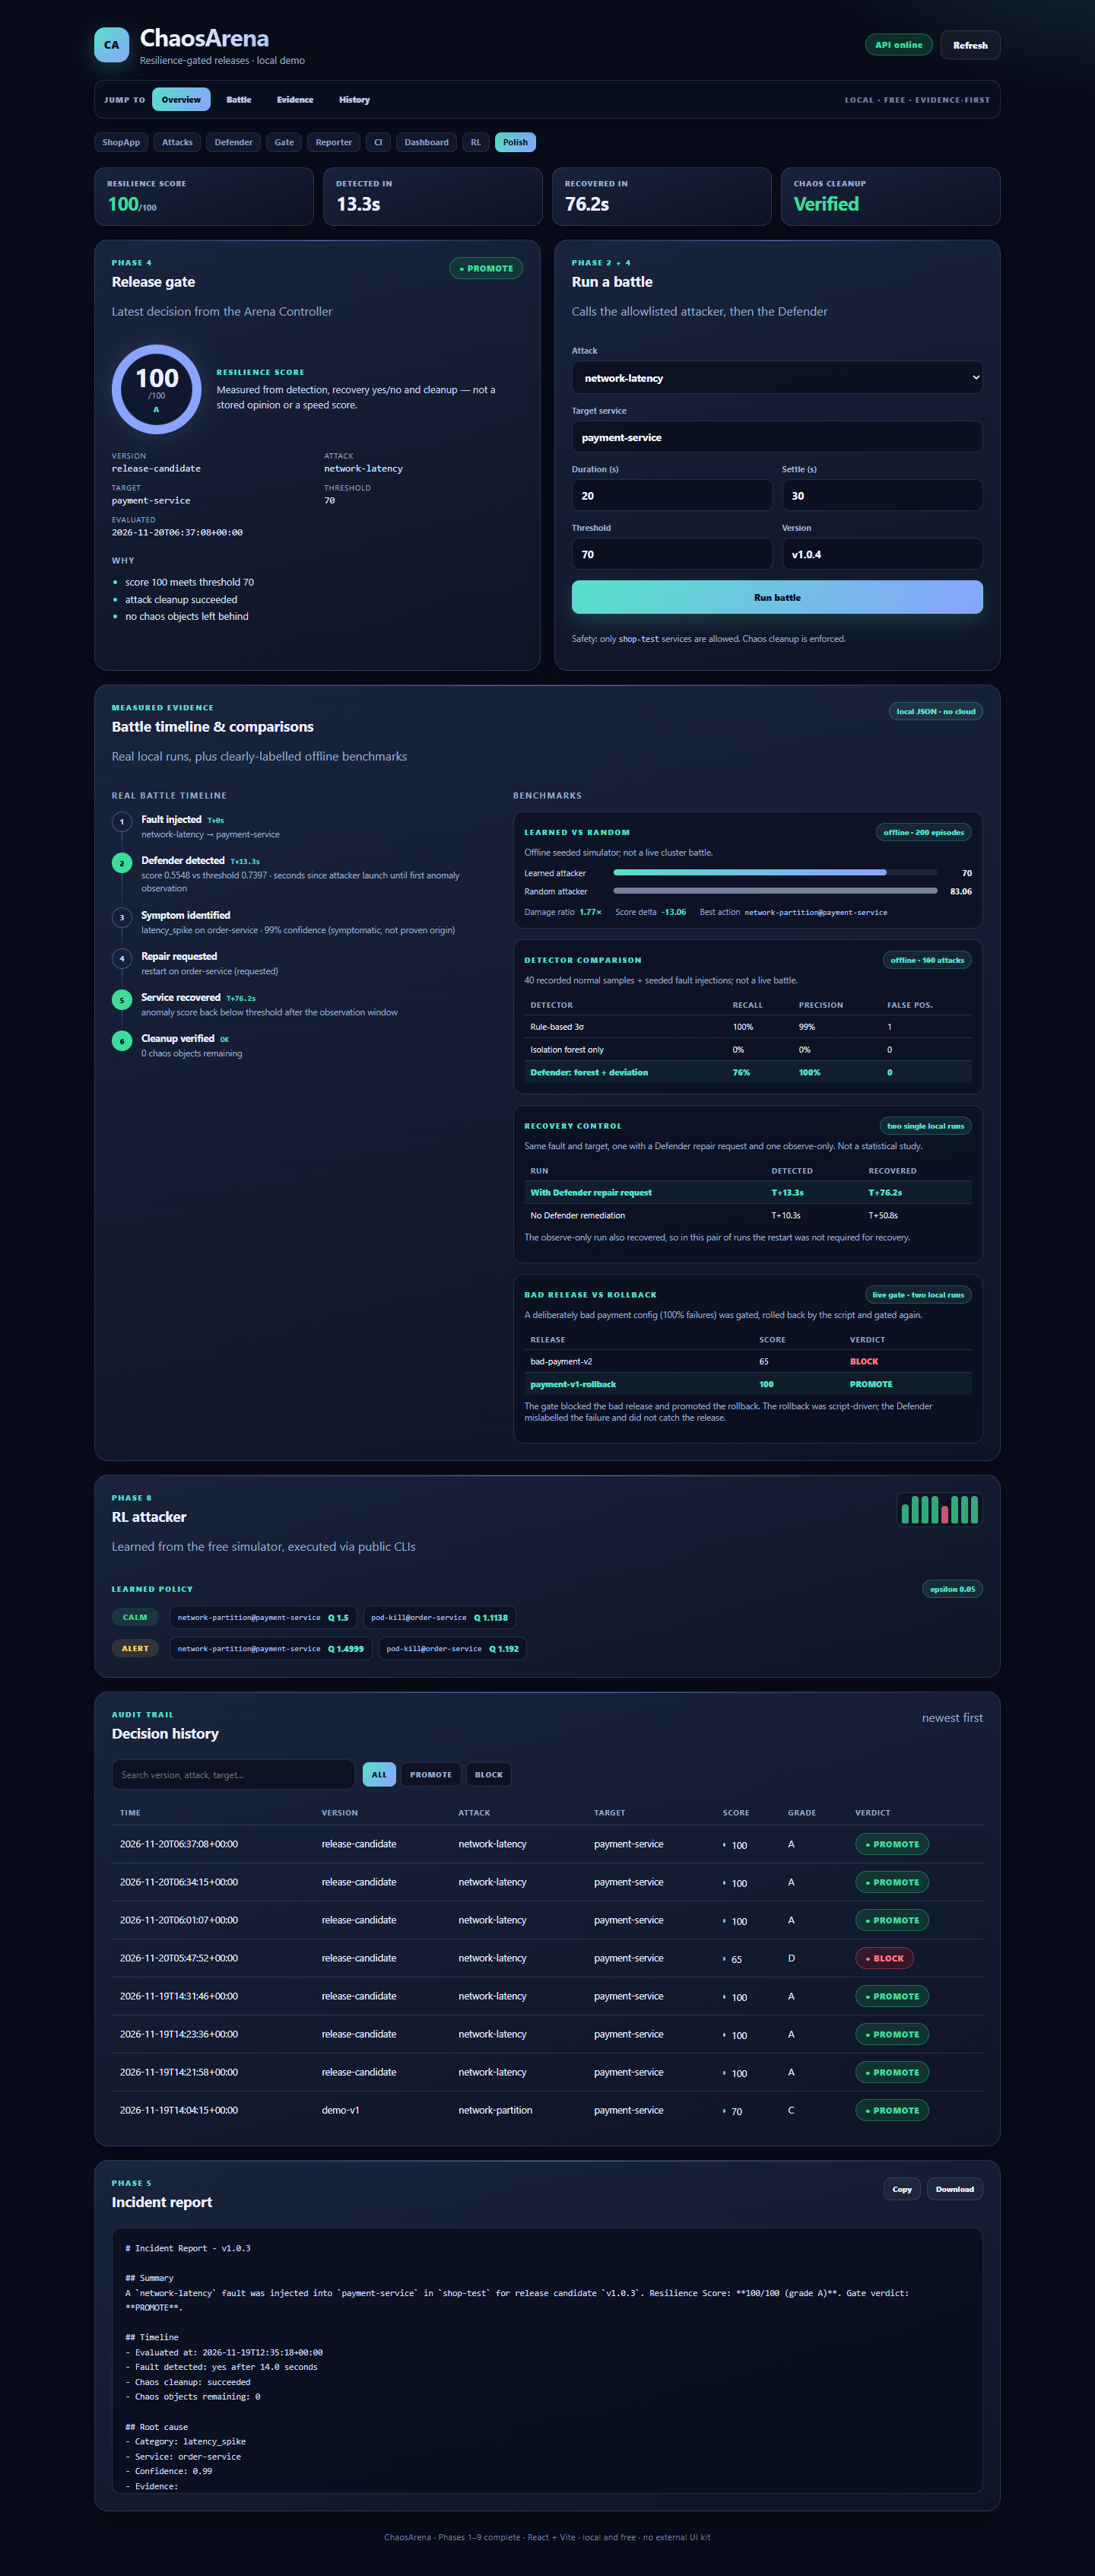 CA
ChaosArena
Resilience-gated releases · local demo
API online
Refresh
JUMP TO
Overview
Battle
Evidence
History
LOCAL · FREE · EVIDENCE-FIRST
ShopApp
Attacks
Defender
Gate
Reporter
CI
Dashboard
RL
Polish
RESILIENCE SCORE
100/100
DETECTED IN
13.3s
RECOVERED IN
76.2s
CHAOS CLEANUP
Verified
PHASE 4
Release gate
PROMOTE
Latest decision from the Arena Controller
100
/100
A
RESILIENCE SCORE
Measured from detection, recovery yes/no and cleanup — not a
stored opinion or a speed score.
VERSION
release-candidate
ATTACK
network-latency
TARGET
payment-service
THRESHOLD
70
EVALUATED
2026-11-20T06:37:08+00:00
WHY
score 100 meets threshold 70
attack cleanup succeeded
no chaos objects left behind
PHASE 2 + 4
Run a battle
Calls the allowlisted attacker, then the Defender
Attack
network-latency
Target service
payment-service
Duration (s)
Settle (s)
20
30
Threshold
Version
70
v1.0.4
Run battle
Safety: only shop-test services are allowed. Chaos cleanup is enforced.
MEASURED EVIDENCE
Battle timeline & comparisons
local JSON · no cloud
Real local runs, plus clearly-labelled offline benchmarks
REAL BATTLE TIMELINE
1
Fault injected T+0s
network-latency → payment-service
2
Defender detected T+13.3s
score 0.5548 vs threshold 0.7397 · seconds since attacker launch until first anomaly
observation
3
Symptom identified
latency_spike on order-service · 99% confidence (symptomatic, not proven origin)
4
Repair requested
restart on order-service (requested)
5
Service recovered T+76.2s
anomaly score back below threshold after the observation window
6
Cleanup verified OK
0 chaos objects remaining
BENCHMARKS
LEARNED VS RANDOM
offline · 200 episodes
Offline seeded simulator; not a live cluster battle.
Learned attacker 70
Random attacker 83.06
Damage ratio 1.77× Score delta -13.06 Best action network-partition@payment-service
DETECTOR COMPARISON
offline · 160 attacks
40 recorded normal samples + seeded fault injections; not a live battle.
DETECTOR RECALL PRECISION FALSE POS.
Rule-based 3σ 100% 99% 1
Isolation forest only 0% 0% 0
Defender: forest + deviation 76% 100% 0
RECOVERY CONTROL
two single local runs
Same fault and target, one with a Defender repair request and one observe-only. Not a statistical study.
RUN DETECTED RECOVERED
With Defender repair request T+13.3s T+76.2s
No Defender remediation T+10.3s T+50.8s
The observe-only run also recovered, so in this pair of runs the restart was not required for recovery.
BAD RELEASE VS ROLLBACK
live gate · two local runs
A deliberately bad payment config (100% failures) was gated, rolled back by the script and gated again.
RELEASE SCORE VERDICT
bad-payment-v2 65 BLOCK
payment-v1-rollback 100 PROMOTE
The gate blocked the bad release and promoted the rollback. The rollback was script-driven; the Defender
mislabelled the failure and did not catch the release.
PHASE 8
RL attacker
Learned from the free simulator, executed via public CLIs
LEARNED POLICY
epsilon 0.05
CALM network-partition@payment-service Q 1.5 pod-kill@order-service Q 1.1138
ALERT network-partition@payment-service Q 1.4999 pod-kill@order-service Q 1.192
AUDIT TRAIL
Decision history
newest first
Search version, attack, target...
ALL
PROMOTE
BLOCK
TIME VERSION ATTACK TARGET SCORE GRADE VERDICT
2026-11-20T06:37:08+00:00 release-candidate network-latency payment-service 100 A PROMOTE
2026-11-20T06:34:15+00:00 release-candidate network-latency payment-service 100 A PROMOTE
2026-11-20T06:01:07+00:00 release-candidate network-latency payment-service 100 A PROMOTE
2026-11-20T05:47:52+00:00 release-candidate network-latency payment-service 65 D BLOCK
2026-11-19T14:31:46+00:00 release-candidate network-latency payment-service 100 A PROMOTE
2026-11-19T14:23:36+00:00 release-candidate network-latency payment-service 100 A PROMOTE
2026-11-19T14:21:58+00:00 release-candidate network-latency payment-service 100 A PROMOTE
2026-11-19T14:04:15+00:00 demo-v1 network-partition payment-service 70 C PROMOTE
PHASE 5
Incident report
Copy
Download
# Incident Report - v1.0.3
## Summary
A `network-latency` fault was injected into `payment-service` in `shop-test` for release candidate `v1.0.3`. Resilience Score: **100/100 (grade A)**. Gate verdict:
**PROMOTE**.
## Timeline
- Evaluated at: 2026-11-19T12:35:18+00:00
- Fault detected: yes after 14.0 seconds
- Chaos cleanup: succeeded
- Chaos objects remaining: 0
## Root cause
- Category: latency_spike
- Service: order-service
- Confidence: 0.99
- Evidence:
ChaosArena · Phases 1–9 complete · React + Vite · local and free · no external UI kit